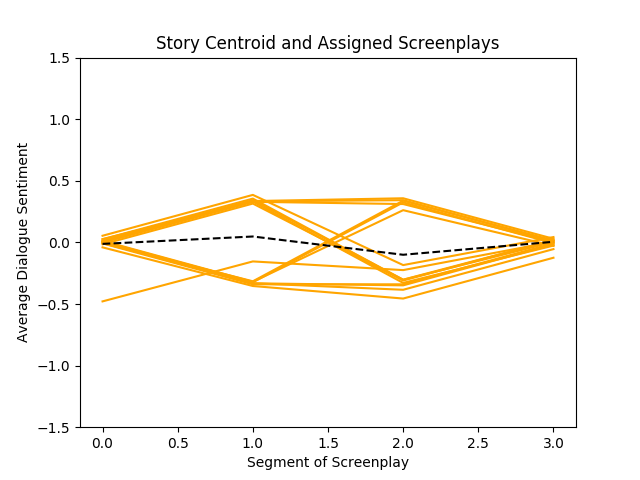 Story Centroid and Assigned Screenplays
Average Dialogue Sentiment
1.5
1.0
0.5
0.0
−0.5
−1.0
−1.5
0.0 0.5 1.0 1.5 2.0 2.5 3.0
Segment of Screenplay